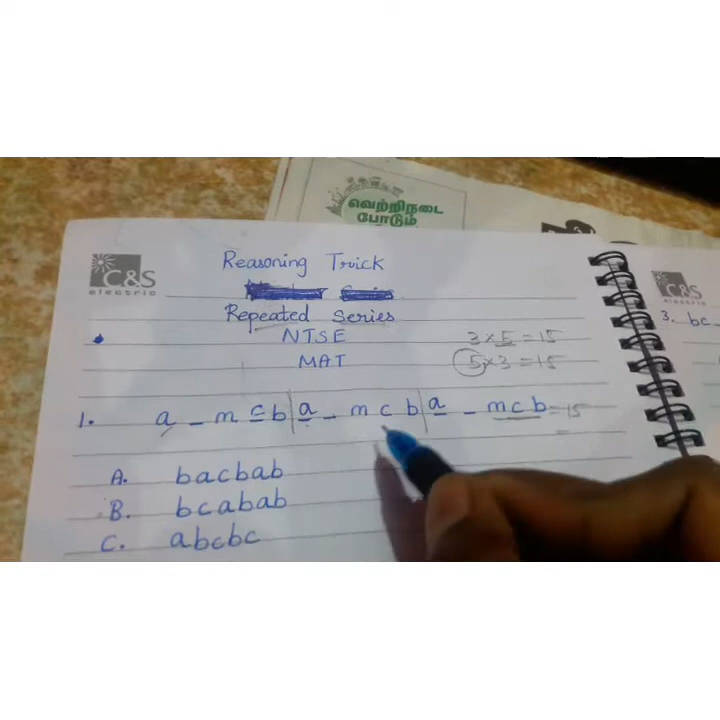 வெற்றிநடை
போடும்
C&S
electric
Reasoning Trick
Repeated Series
NTSE
3 x 5 = 15
MAT
5 x 3 = 15
1. a _ m c b | a _ m c b | a _ m c b = 15
A. bacbab
B. bcabab
C. abcbc
C&S
electric
3. bc